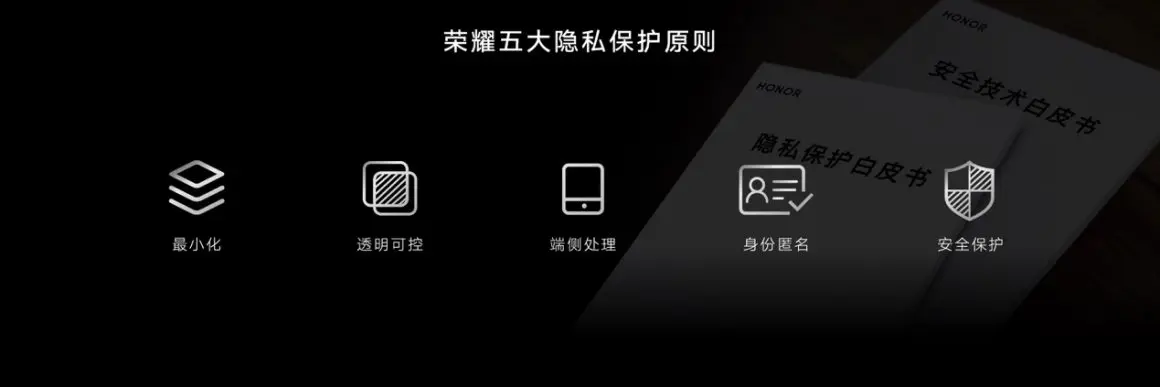 荣耀五大隐私保护原则
HONOR
安全技术白皮书
HONOR
隐私保护白皮书
最小化
透明可控
端侧处理
身份匿名
安全保护